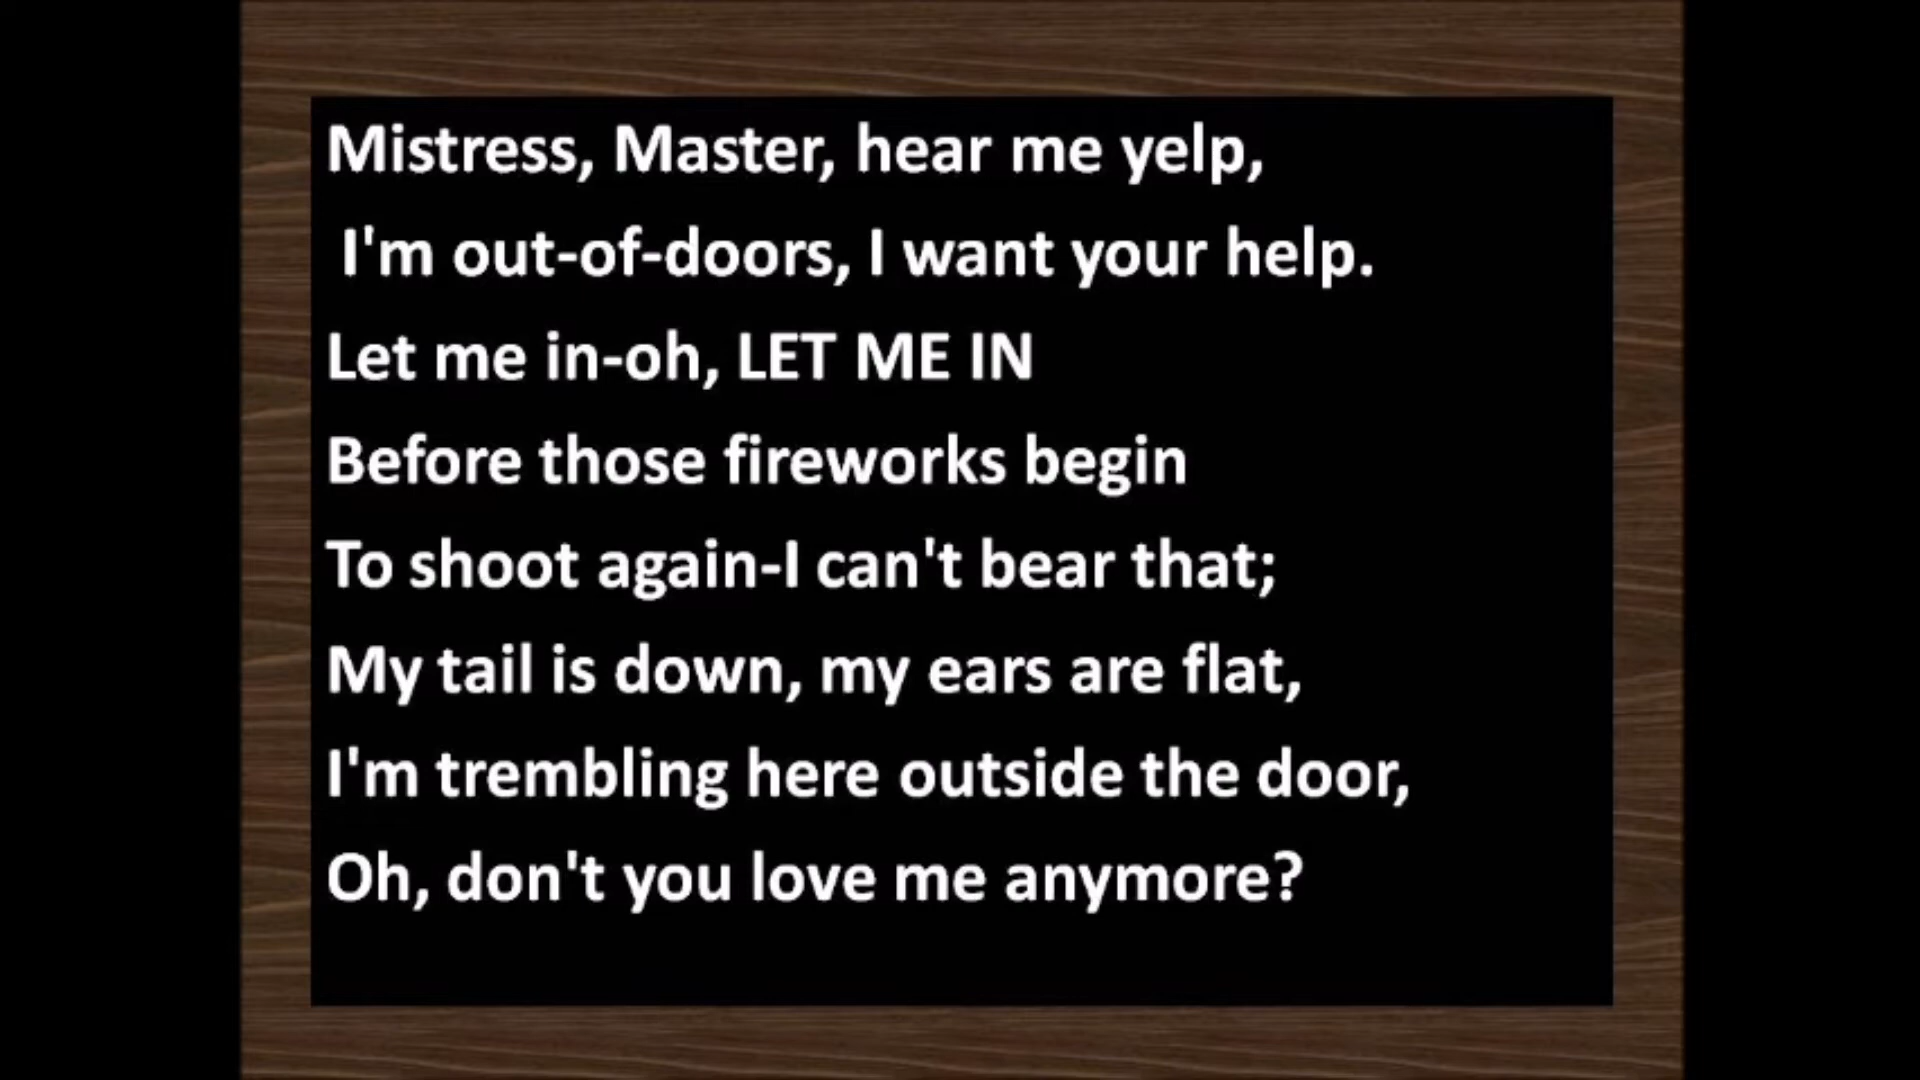 Mistress, Master, hear me yelp,
I'm out-of-doors, I want your help.
Let me in-oh, LET ME IN
Before those fireworks begin
To shoot again-I can't bear that;
My tail is down, my ears are flat,
I'm trembling here outside the door,
Oh, don't you love me anymore?